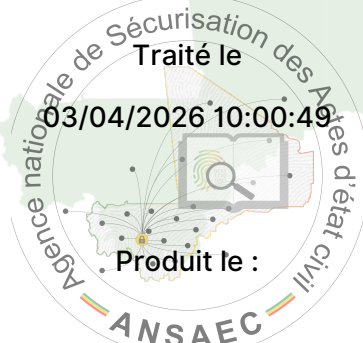 Agence nationale de Sécurisation des Actes d'état civil
Traité le
03/04/2026 10:00:49
Produit le :
ANSAEC